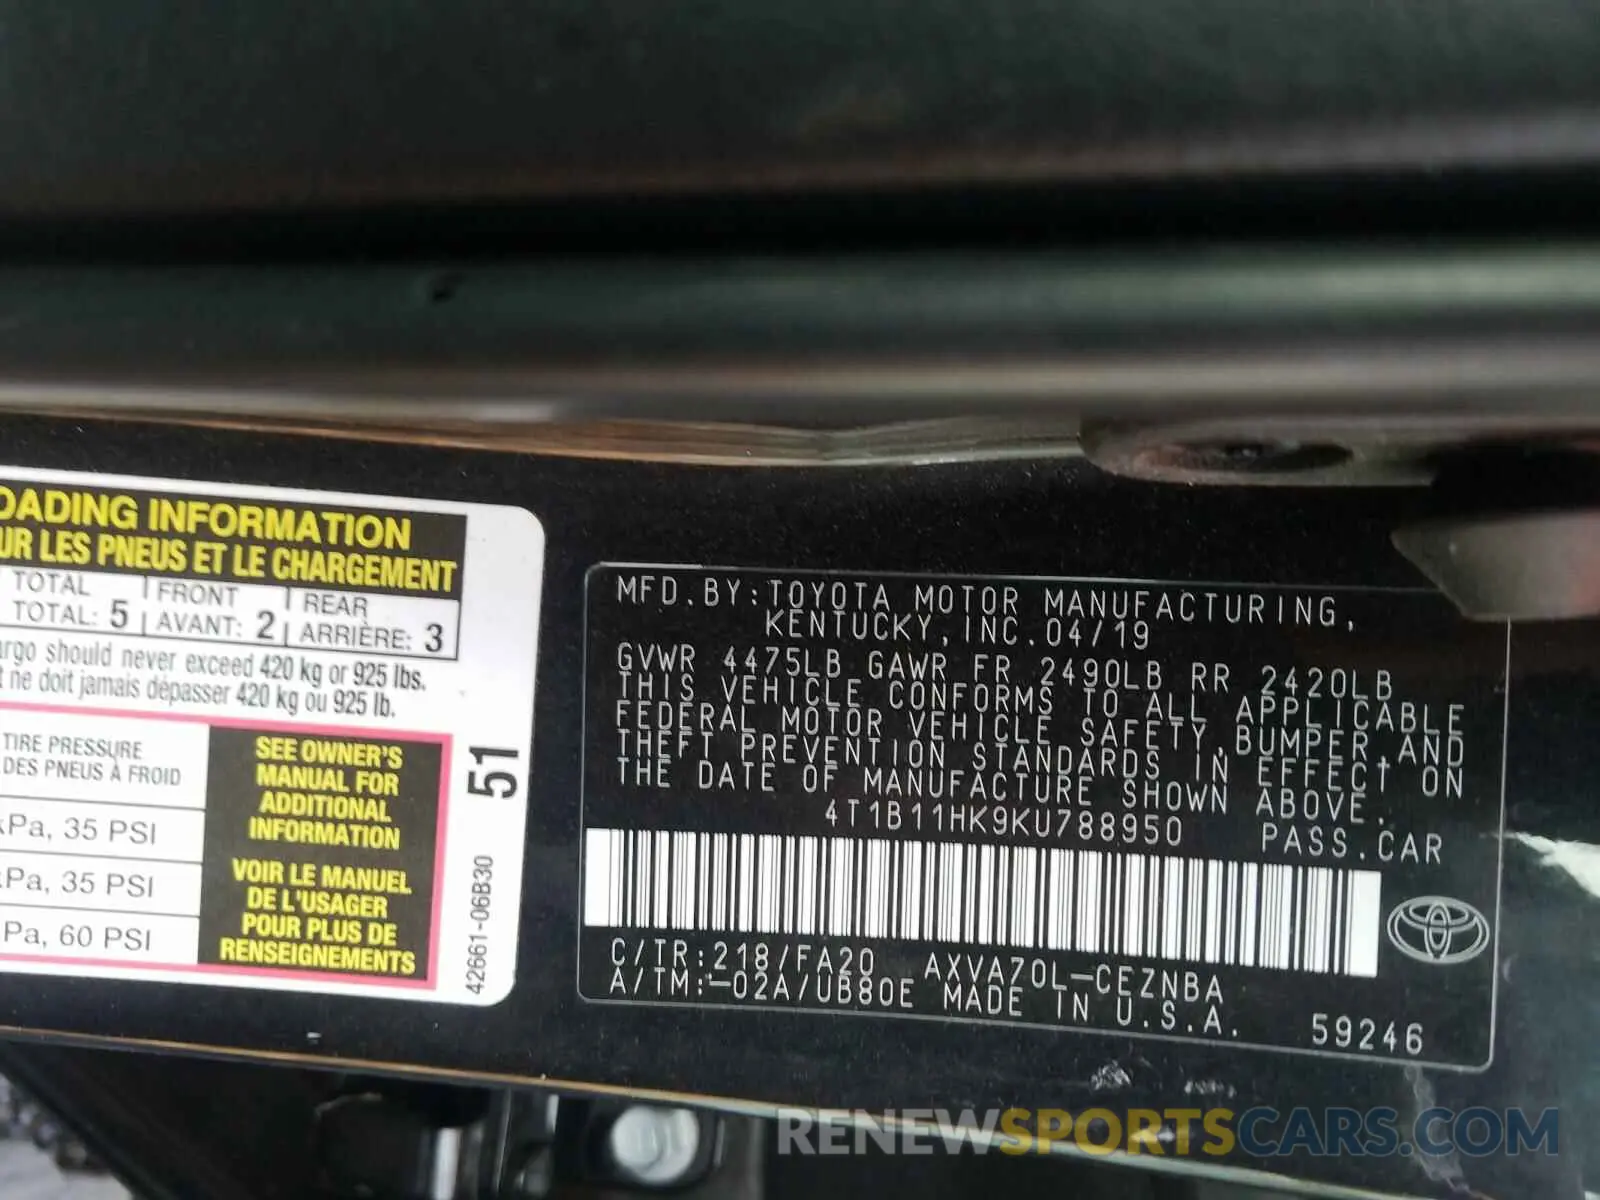 OADING INFORMATION
UR LES PNEUS ET LE CHARGEMENT
TOTAL FRONT REAR
TOTAL: 5 AVANT: 2 ARRIÈRE: 3
argo should never exceed 420 kg or 925 lbs.
t ne doit jamais dépasser 420 kg ou 925 lb.
TIRE PRESSURE
DES PNEUS À FROID
kPa, 35 PSI
kPa, 35 PSI
Pa, 60 PSI
SEE OWNER'S
MANUAL FOR
ADDITIONAL
INFORMATION
VOIR LE MANUEL
DE L'USAGER
POUR PLUS DE
RENSEIGNEMENTS
51
42661-06B30
MFD.BY:TOYOTA MOTOR MANUFACTURING,
KENTUCKY,INC.04/19
GVWR 4475LB GAWR FR 2490LB RR 2420LB
THIS VEHICLE CONFORMS TO ALL APPLICABLE
FEDERAL MOTOR VEHICLE SAFETY,BUMPER,AND
THEFT PREVENTION STANDARDS IN EFFECT ON
THE DATE OF MANUFACTURE SHOWN ABOVE.
4T1B11HK9KU788950 PASS.CAR
C/TR:218/FA20 AXVA70L-CEZNBA
A/TM:-02A/UB80E MADE IN U.S.A.
59246
RENEWSPORTSCARS.COM